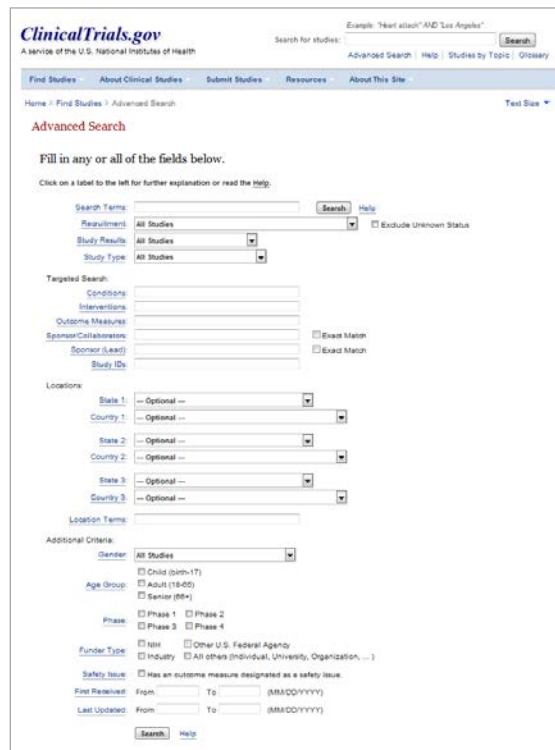 ClinicalTrials.gov
A service of the U.S. National Institutes of Health
Example: "Heart attack" AND "Los Angeles"
Search for studies: Search
Advanced Search | Help | Studies by Topic | Glossary
Find Studies About Clinical Studies Submit Studies Resources About This Site
Home > Find Studies > Advanced Search Text Size
Advanced Search
Fill in any or all of the fields below.
Click on a label to the left for further explanation or read the Help.
Search Terms: Search Help
Recruitment: All Studies Exclude Unknown Status
Study Results: All Studies
Study Type: All Studies
Targeted Search:
Conditions:
Interventions:
Outcome Measures:
Sponsor/Collaborators: Exact Match
Sponsor (Lead): Exact Match
Study IDs:
Locations:
State 1: --- Optional ---
Country 1: --- Optional ---
State 2: --- Optional ---
Country 2: --- Optional ---
State 3: --- Optional ---
Country 3: --- Optional ---
Location Terms:
Additional Criteria:
Gender: All Studies
Age Group: Child (birth-17)
Adult (18-65)
Senior (66+)
Phase: Phase 1 Phase 2
Phase 3 Phase 4
Funder Type: NIH Other U.S. Federal Agency
Industry All others (Individual, University, Organization, ... )
Safety Issue: Has an outcome measure designated as a safety issue.
First Received: From To (MM/DD/YYYY)
Last Updated: From To (MM/DD/YYYY)
Search Help